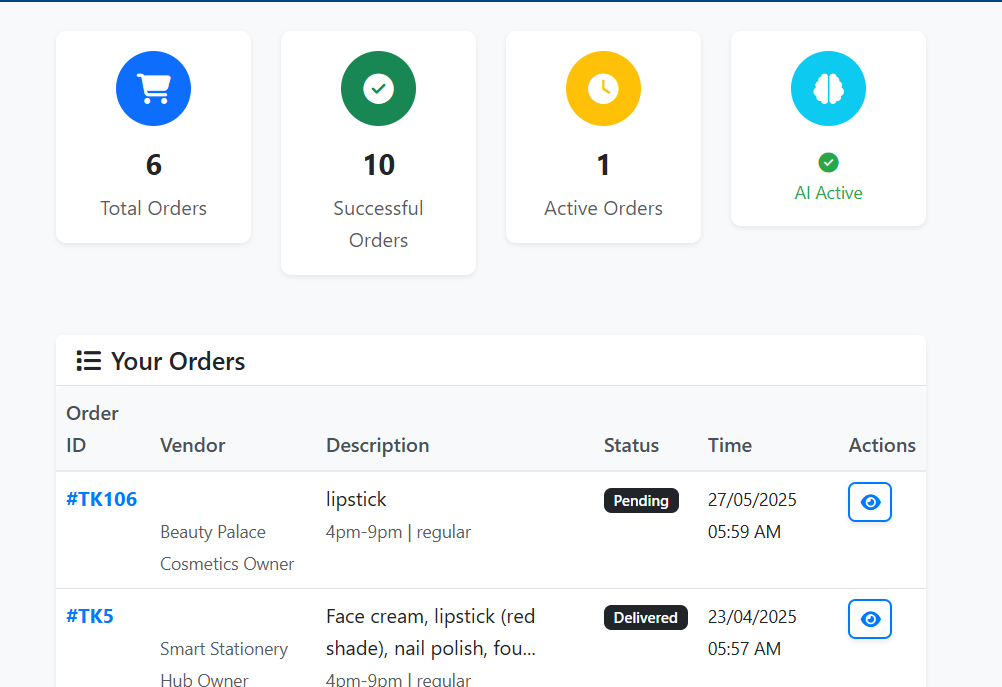 6
Total Orders
10
Successful
Orders
1
Active Orders
AI Active
Your Orders
Order
ID Vendor Description Status Time Actions
#TK106 lipstick Pending 27/05/2025
Beauty Palace 4pm-9pm | regular 05:59 AM
Cosmetics Owner
#TK5 Face cream, lipstick (red Delivered 23/04/2025
Smart Stationery shade), nail polish, fou... 05:57 AM
Hub Owner 4pm-9pm | regular